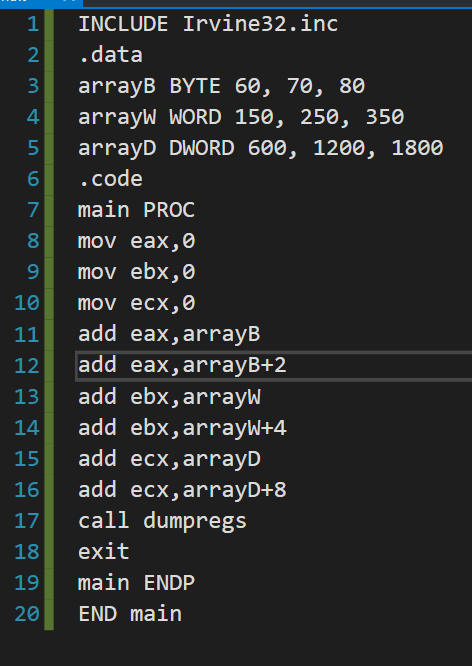 1 INCLUDE Irvine32.inc
2 .data
3 arrayB BYTE 60, 70, 80
4 arrayW WORD 150, 250, 350
5 arrayD DWORD 600, 1200, 1800
6 .code
7 main PROC
8 mov eax,0
9 mov ebx,0
10 mov ecx,0
11 add eax,arrayB
12 add eax,arrayB+2
13 add ebx,arrayW
14 add ebx,arrayW+4
15 add ecx,arrayD
16 add ecx,arrayD+8
17 call dumpregs
18 exit
19 main ENDP
20 END main